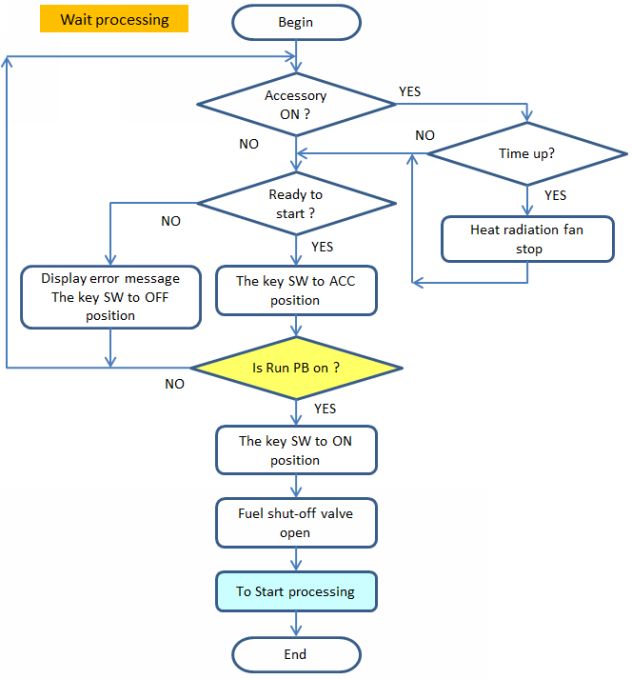 Wait processing
Begin
Accessory
ON ?
YES
NO
Time up?
NO
YES
Heat radiation fan
stop
Ready to
start ?
NO
YES
Display error message
The key SW to OFF
position
The key SW to ACC
position
Is Run PB on ?
NO
YES
The key SW to ON
position
Fuel shut-off valve
open
To Start processing
End